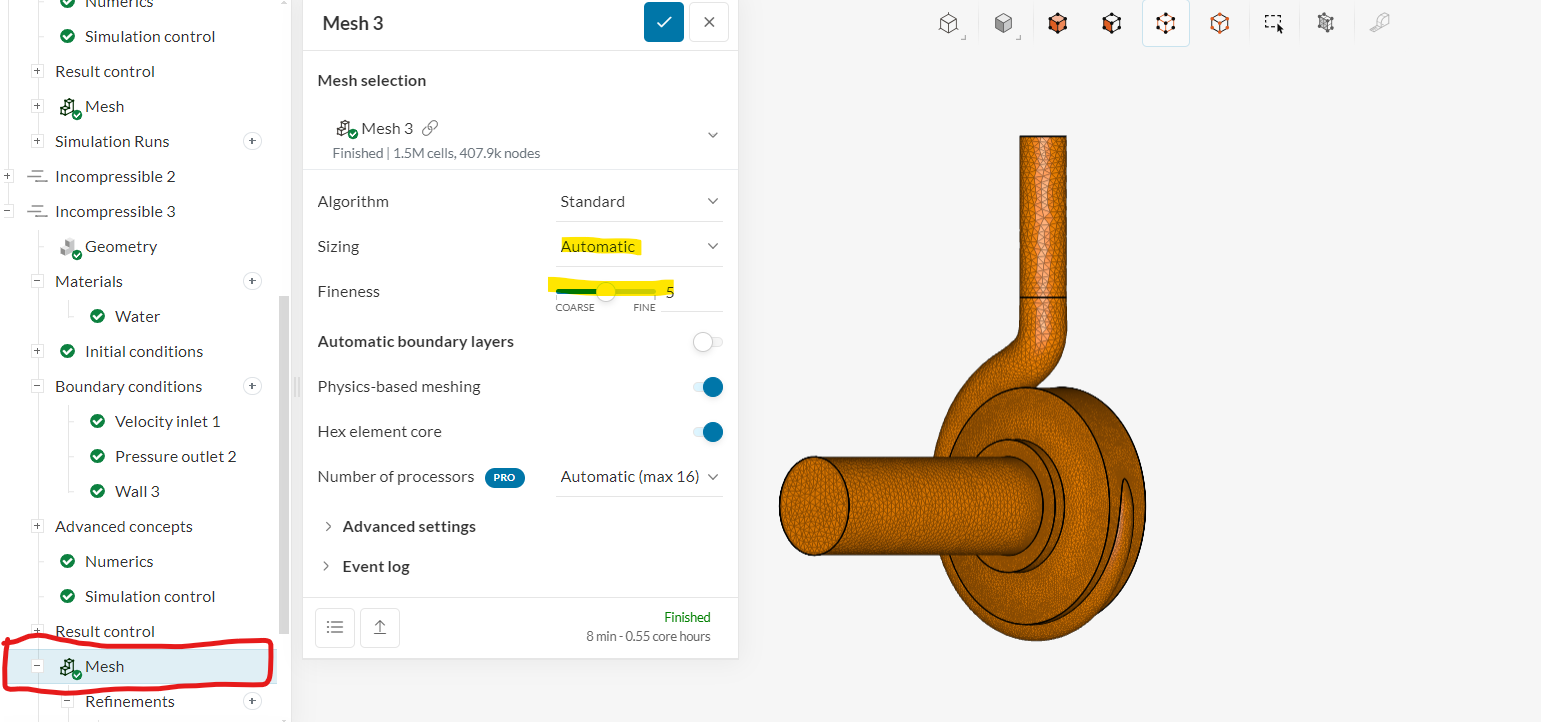 Numerics
Simulation control
Result control
Mesh
Simulation Runs
Incompressible 2
Incompressible 3
Geometry
Materials
Water
Initial conditions
Boundary conditions
Velocity inlet 1
Pressure outlet 2
Wall 3
Advanced concepts
Numerics
Simulation control
Result control
Mesh
Refinements
Mesh 3
Mesh selection
Mesh 3
Finished | 1.5M cells, 407.9k nodes
Algorithm Standard
Sizing Automatic
Fineness 5
COARSE FINE
Automatic boundary layers
Physics-based meshing
Hex element core
Number of processors PRO Automatic (max 16)
Advanced settings
Event log
Finished
8 min - 0.55 core hours